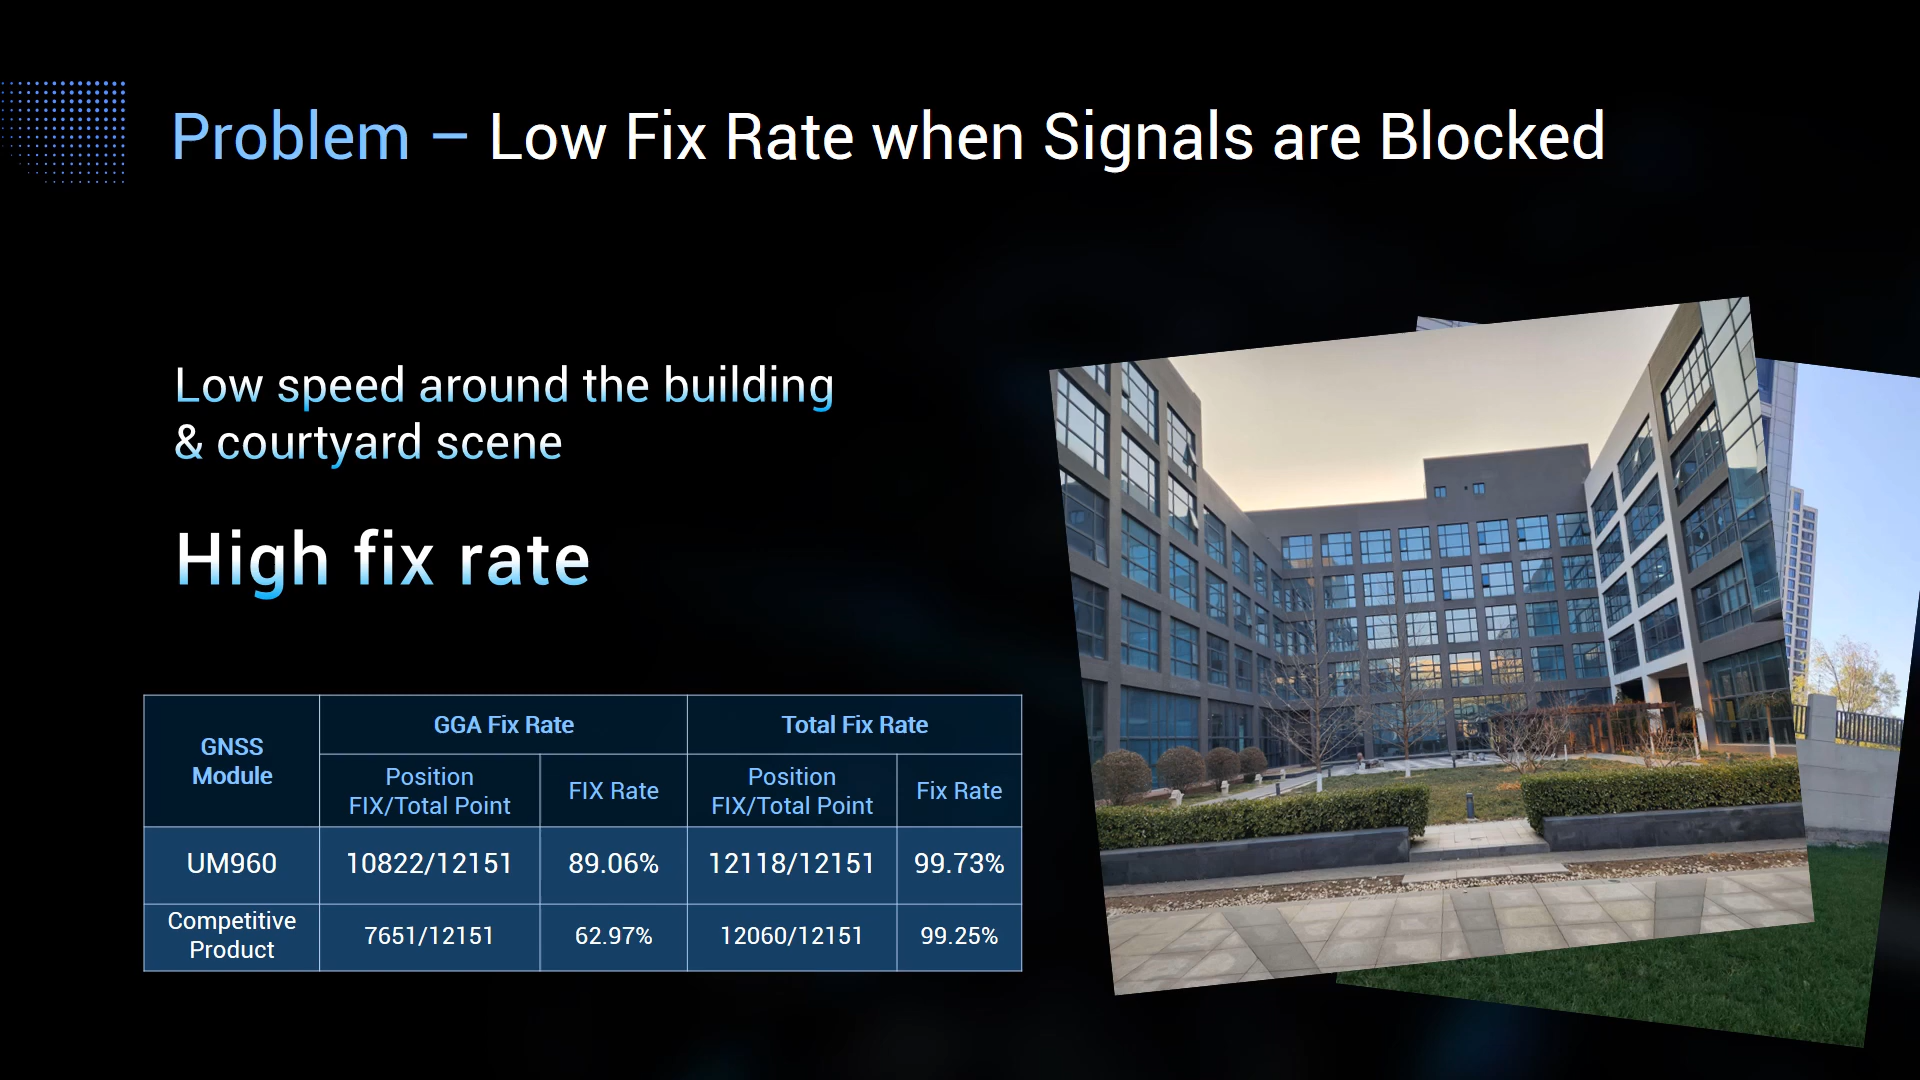 Problem – Low Fix Rate when Signals are Blocked
Low speed around the building
& courtyard scene
High fix rate
GNSS
Module
GGA Fix Rate
Total Fix Rate
Position
FIX/Total Point
FIX Rate
Position
FIX/Total Point
Fix Rate
UM960
10822/12151
89.06%
12118/12151
99.73%
Competitive
Product
7651/12151
62.97%
12060/12151
99.25%